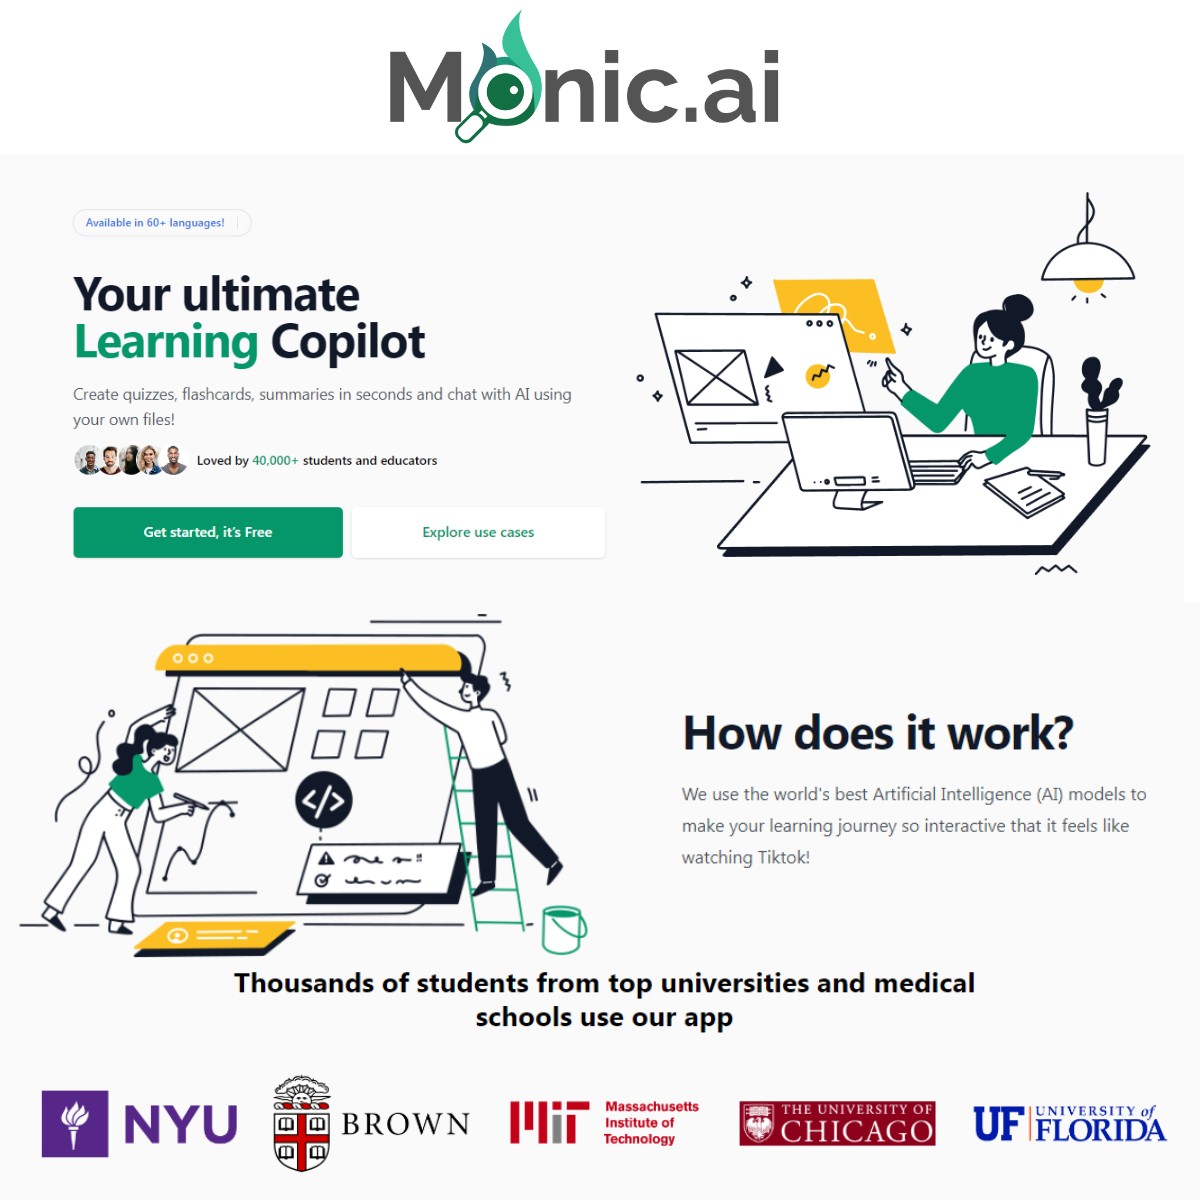 Monic.ai
Available in 60+ languages!
Your ultimate
Learning Copilot
Create quizzes, flashcards, summaries in seconds and chat with AI using
your own files!
Loved by 40,000+ students and educators
Get started, it's Free
Explore use cases
How does it work?
We use the world's best Artificial Intelligence (AI) models to
make your learning journey so interactive that it feels like
watching Tiktok!
</>
Thousands of students from top universities and medical
schools use our app
NYU
BROWN
MIT
Massachusetts
Institute of
Technology
THE UNIVERSITY OF
CHICAGO
UF
UNIVERSITY of
FLORIDA